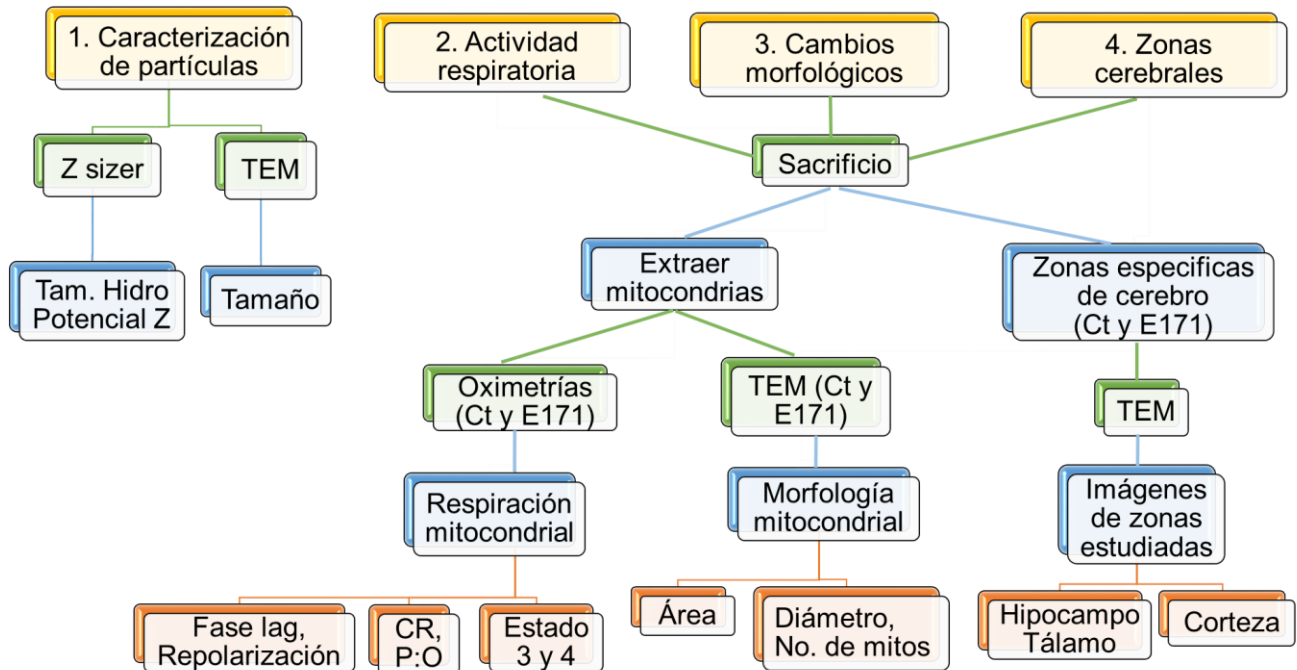 1. Caracterización
de partículas
2. Actividad
respiratoria
3. Cambios
morfológicos
4. Zonas
cerebrales
Z sizer
TEM
Sacrificio
Tam. Hidro
Potencial Z
Tamaño
Extraer
mitocondrias
Zonas especificas
de cerebro
(Ct y E171)
Oximetrías
(Ct y E171)
TEM (Ct y
E171)
TEM
Respiración
mitocondrial
Morfología
mitocondrial
Imágenes
de zonas
estudiadas
Fase lag,
Repolarización
CR,
P:O
Estado
3 y 4
Área
Diámetro,
No. de mitos
Hipocampo
Tálamo
Corteza